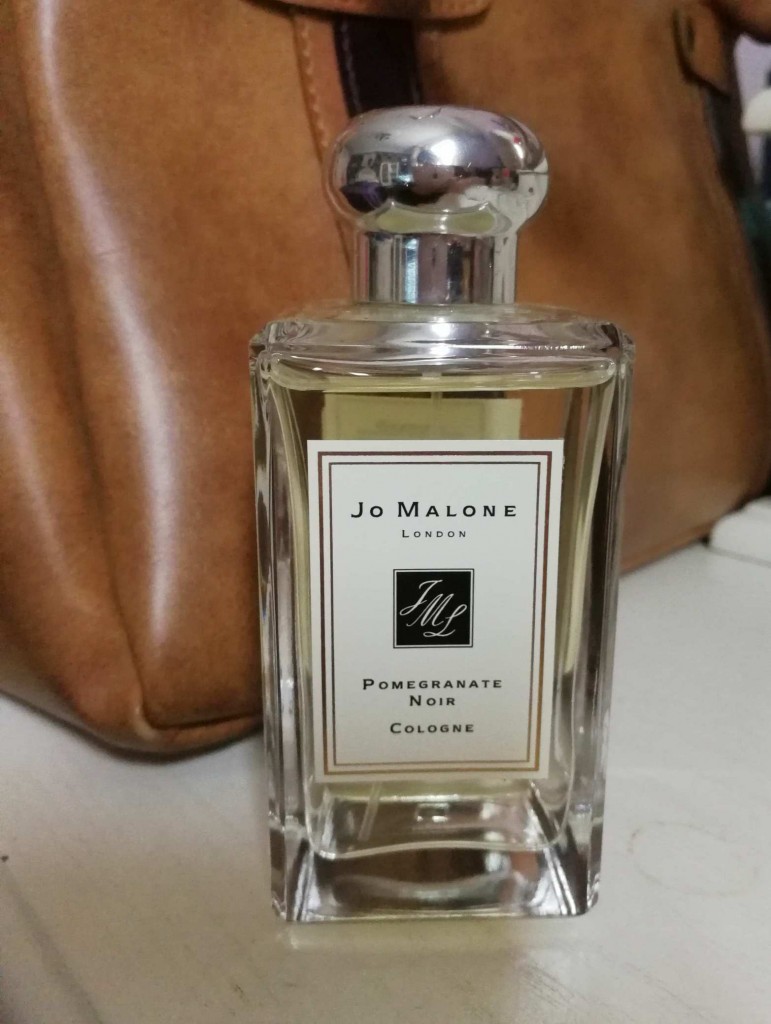 Jo Malone
London
JML
Pomegranate
Noir
Cologne